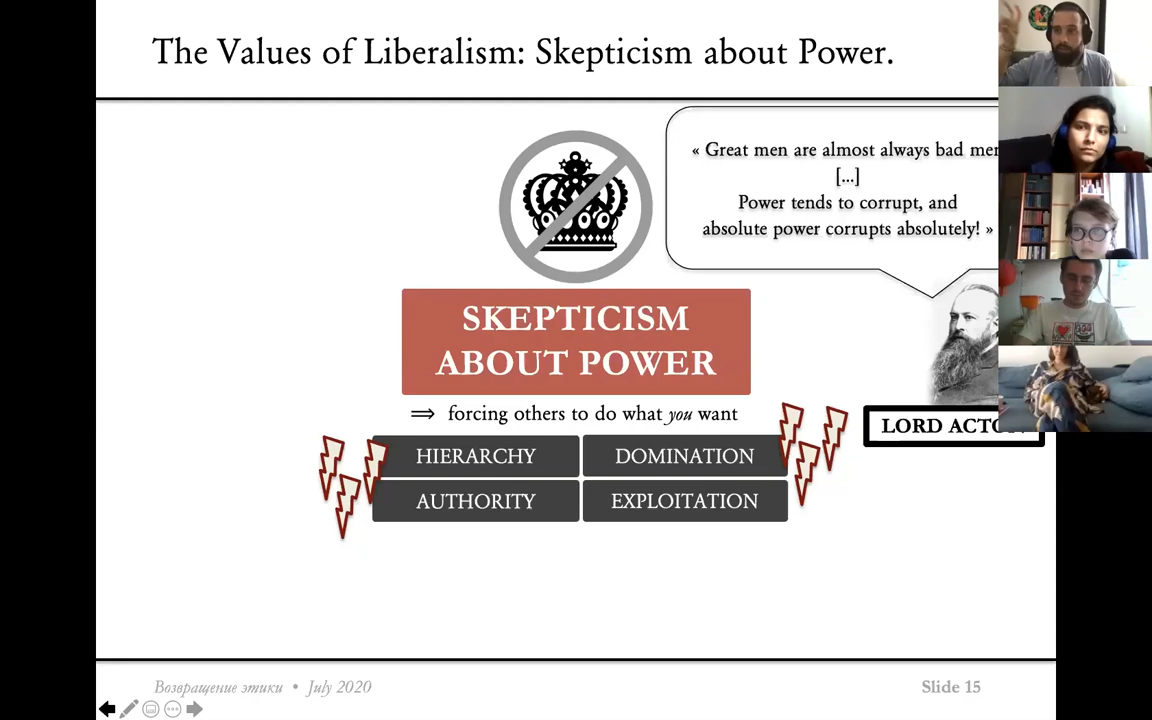 The Values of Liberalism: Skepticism about Power.
« Great men are almost always bad men
[...]
Power tends to corrupt, and
absolute power corrupts absolutely! »
SKEPTICISM
ABOUT POWER
⟹ forcing others to do what you want
LORD ACTO
HIERARCHY DOMINATION
AUTHORITY EXPLOITATION
Возвращение этики • July 2020 Slide 15